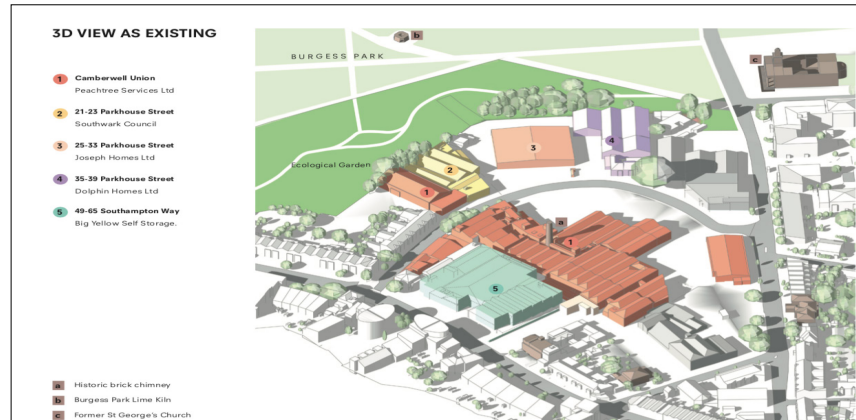 3D VIEW AS EXISTING
1 Camberwell Union
Peachtree Services Ltd
2 21-23 Parkhouse Street
Southwark Council
3 25-33 Parkhouse Street
Joseph Homes Ltd
4 35-39 Parkhouse Street
Dolphin Homes Ltd
5 49-65 Southampton Way
Big Yellow Self Storage.
a Historic brick chimney
b Burgess Park Lime Kiln
c Former St George's Church
b
BURGESS PARK
c
3
4
Ecological Garden
2
1
a
1
5